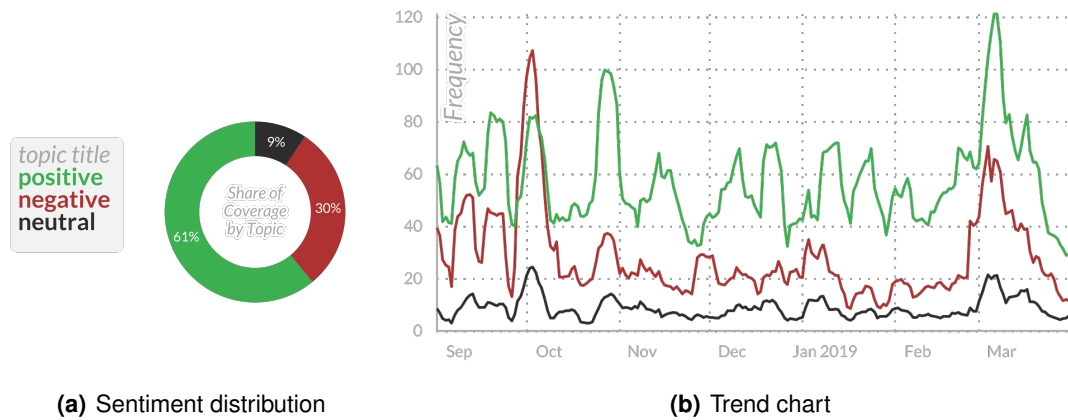 topic title
positive
negative
neutral
9%
30%
61%
Share of
Coverage
by Topic
(a) Sentiment distribution
Frequency
120
100
80
60
40
20
0
Sep Oct Nov Dec Jan 2019 Feb Mar
(b) Trend chart